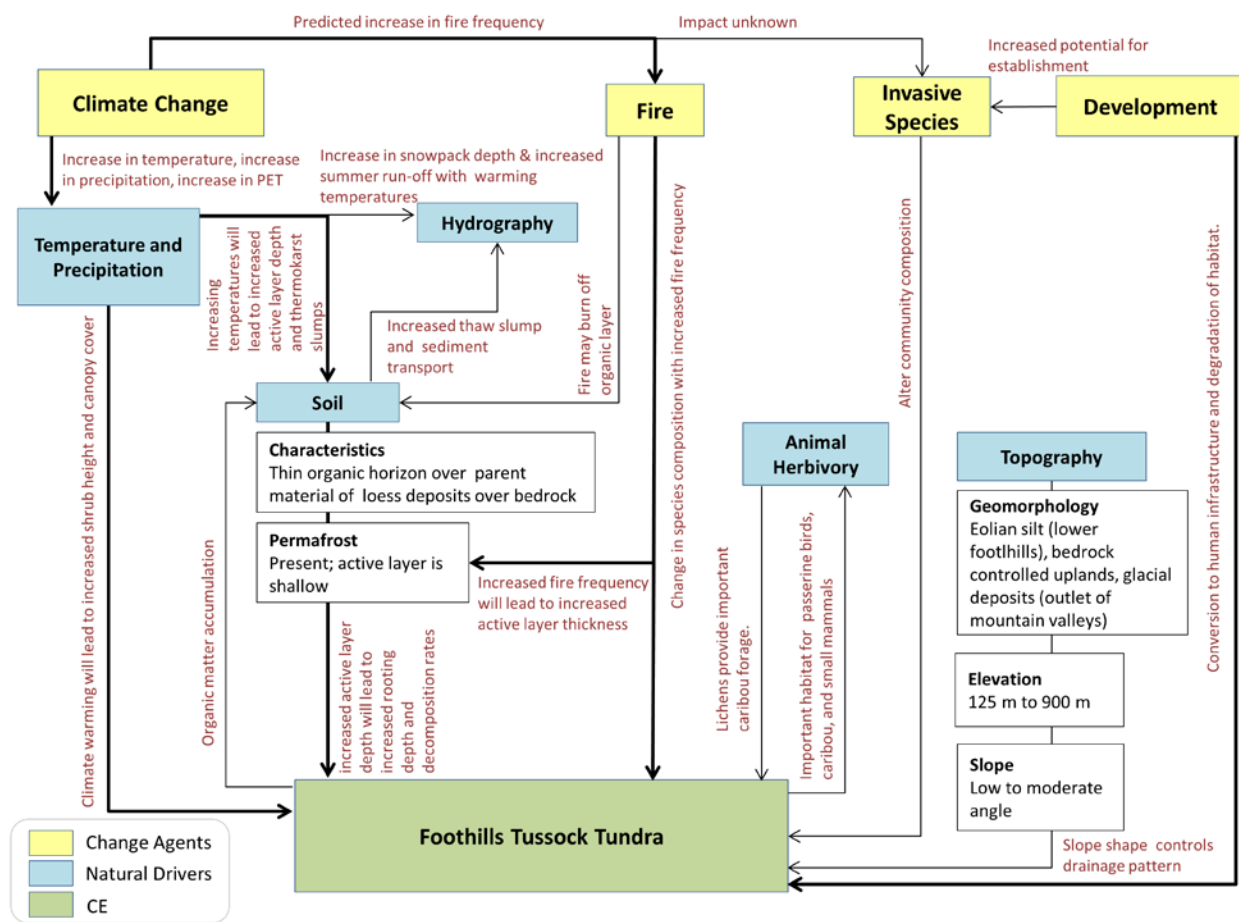 Predicted increase in fire frequency
Impact unknown
Increased potential for
establishment
Climate Change
Fire
Invasive
Species
Development
Increase in temperature, increase
in precipitation, increase in PET
Increase in snowpack depth & increased
summer run-off with warming
temperatures
Temperature and
Precipitation
Hydrography
Increasing
temperatures will
lead to increased
active layer depth
and thermokarst
slumps
Increased thaw slump
and sediment
transport
Fire may burn off
organic layer
Change in species composition with increased fire frequency
Alter community composition
Conversion to human infrastructure and degradation of habitat.
Climate warming will lead to increased shrub height and canopy cover
Soil
Characteristics
Thin organic horizon over parent
material of loess deposits over bedrock
Permafrost
Present; active layer is
shallow
Increased fire frequency
will lead to increased
active layer thickness
Organic matter accumulation
increased active layer
depth will lead to
increased rooting
depth and
decomposition rates
Animal
Herbivory
Lichens provide important
caribou forage.
Important habitat for passerine birds,
caribou, and small mammals
Topography
Geomorphology
Eolian silt (lower
footlhills), bedrock
controlled uplands, glacial
deposits (outlet of
mountain valleys)
Elevation
125 m to 900 m
Slope
Low to moderate
angle
Slope shape controls
drainage pattern
Foothills Tussock Tundra
Change Agents
Natural Drivers
CE